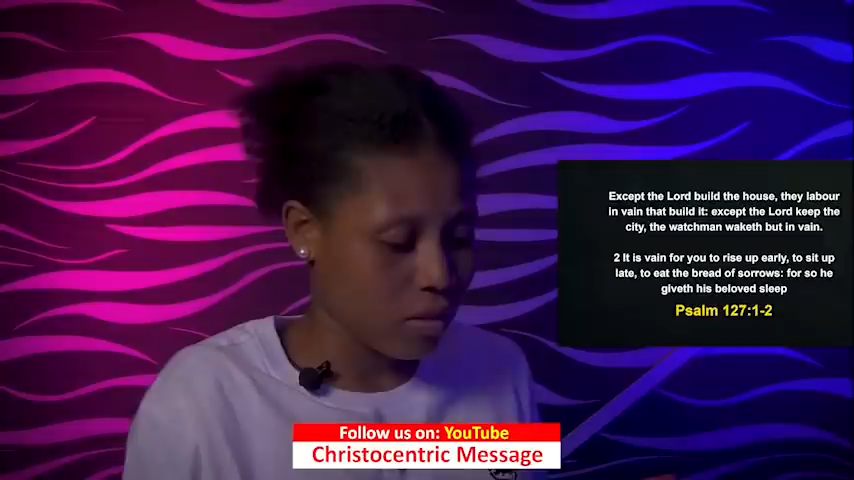 Except the Lord build the house, they labour
in vain that build it: except the Lord keep the
city, the watchman waketh but in vain.
2 It is vain for you to rise up early, to sit up
late, to eat the bread of sorrows: for so he
giveth his beloved sleep
Psalm 127:1-2
Follow us on: YouTube
Christocentric Message